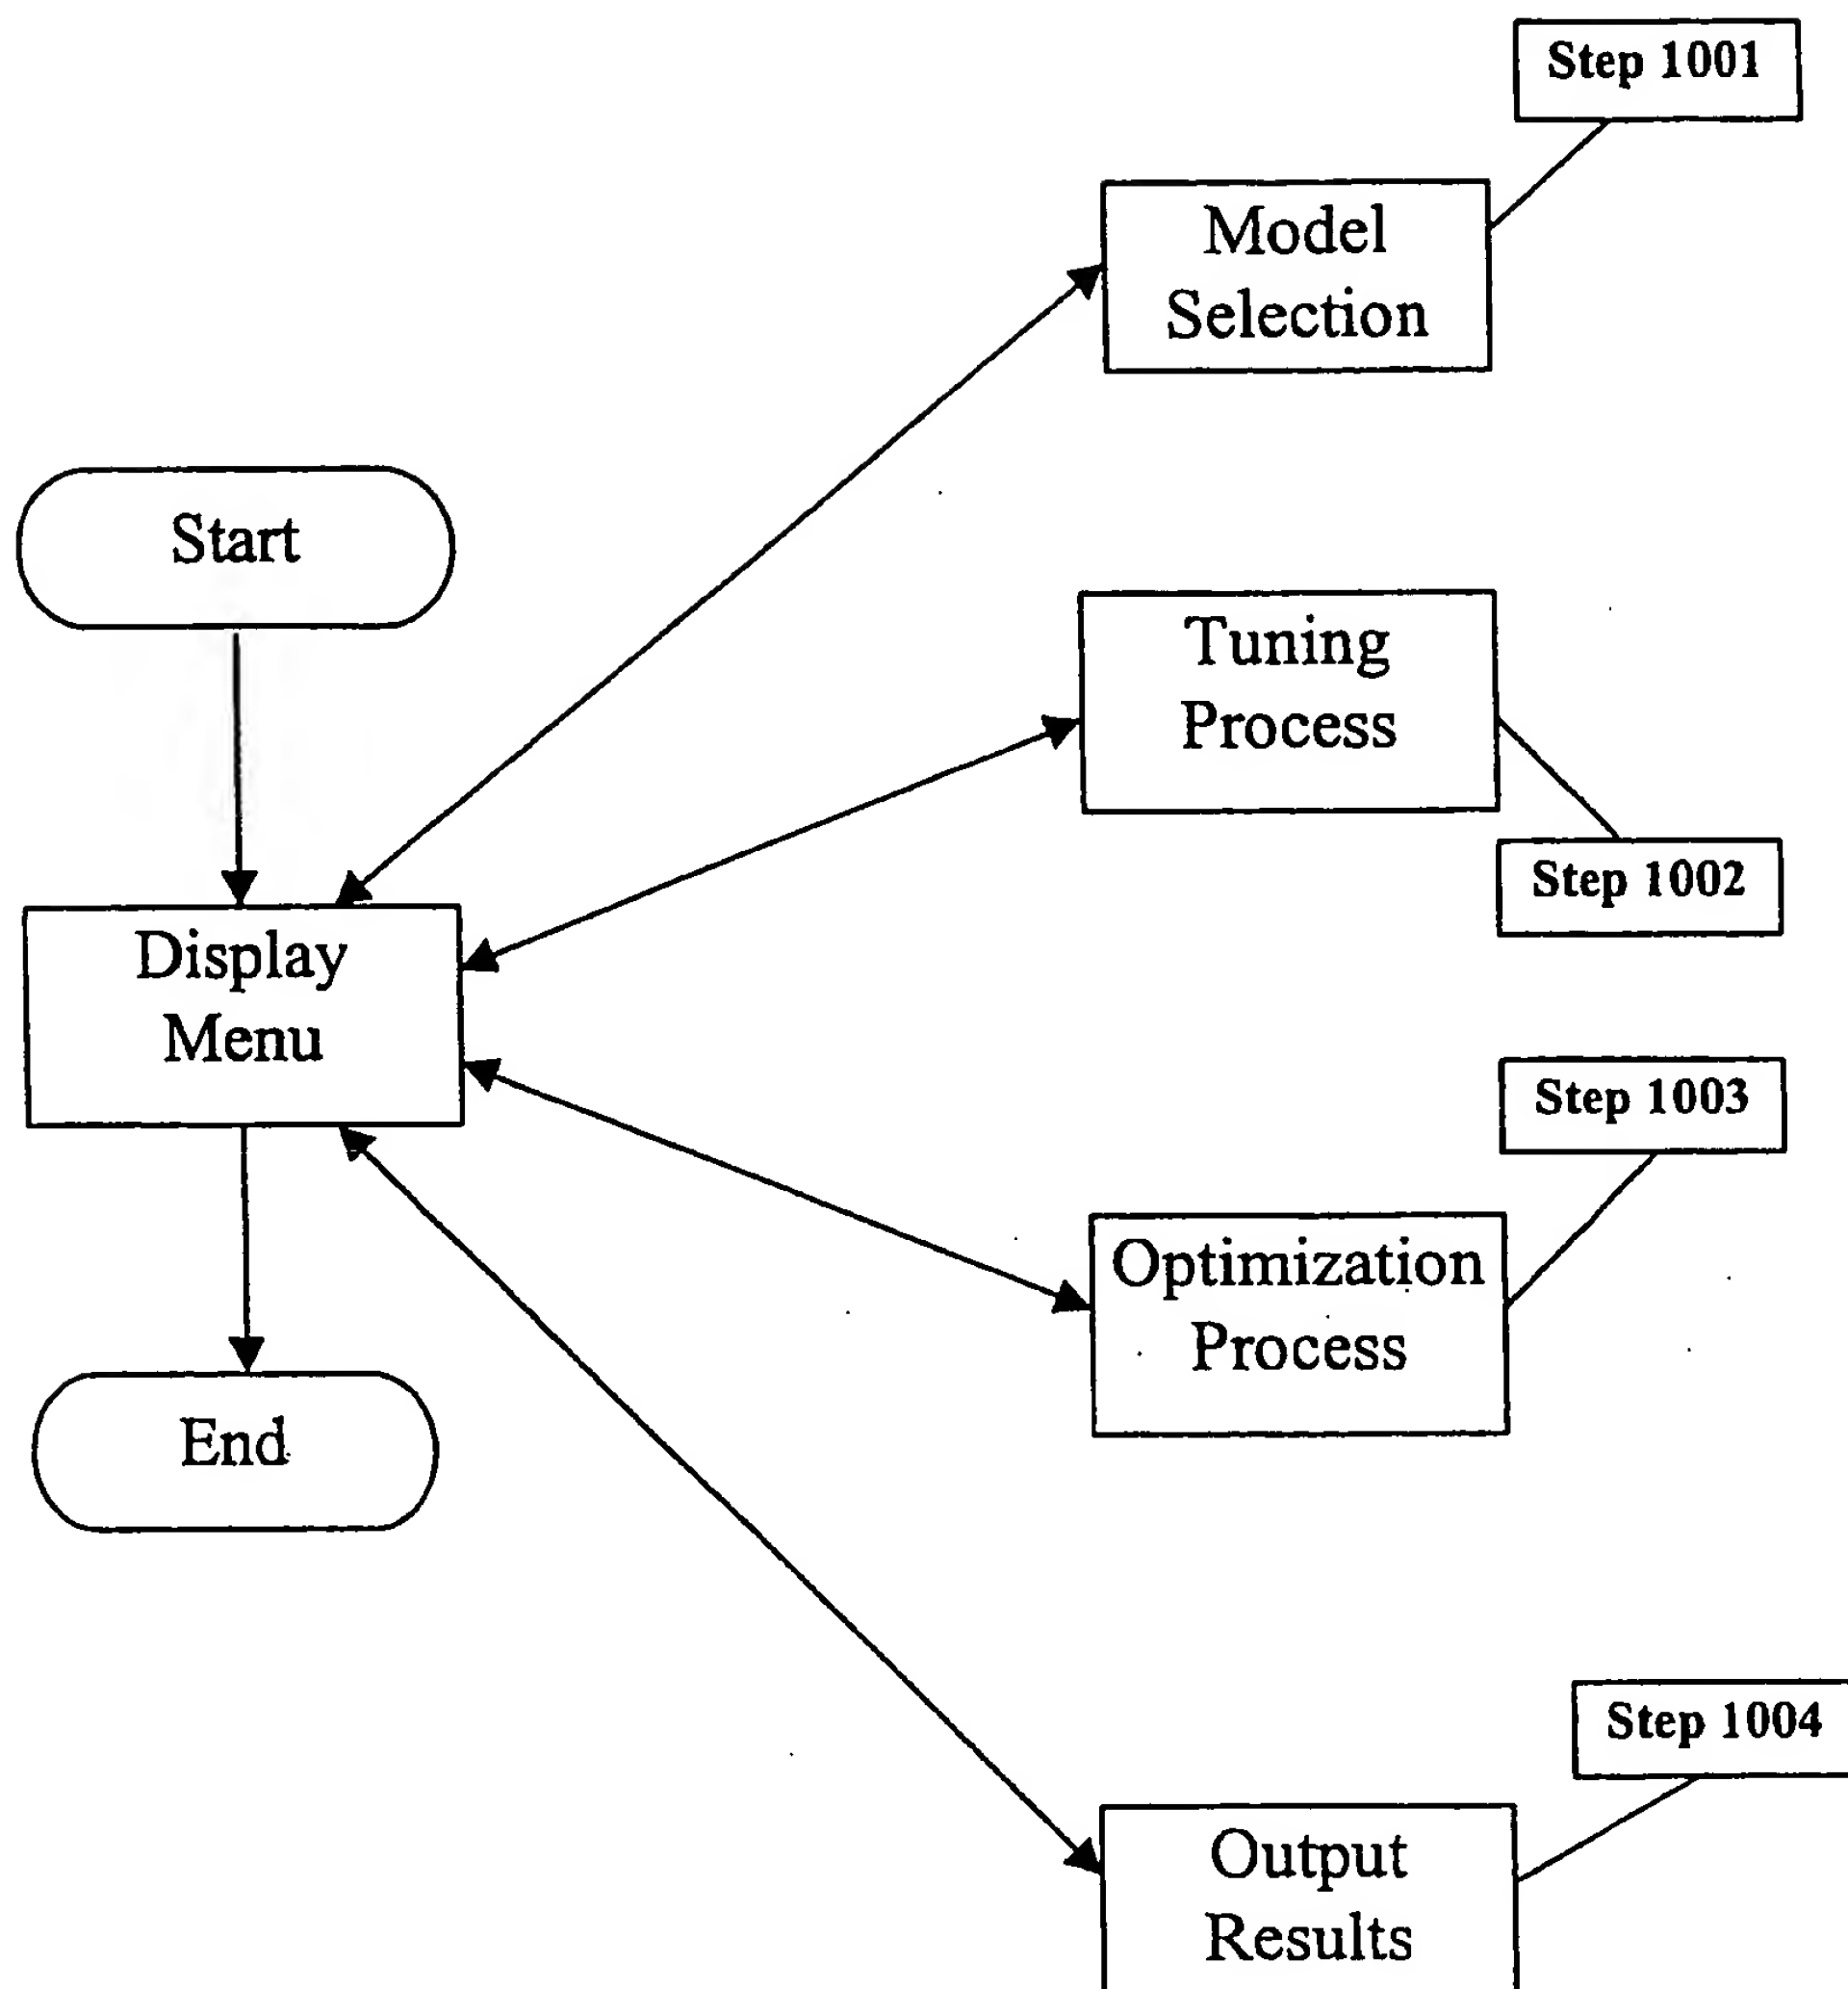 Step 1001
Model
Selection
Start
Tuning
Process
Step 1002
Display
Menu
Step 1003
Optimization
Process
End
Step 1004
Output
Results